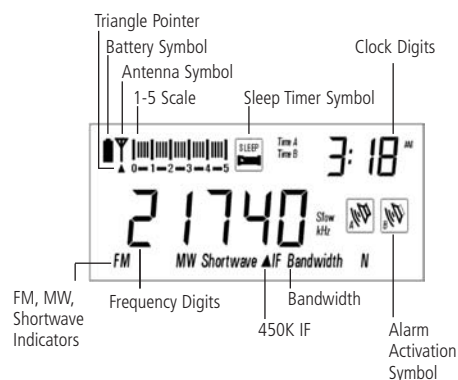 Triangle Pointer
Battery Symbol
Clock Digits
Antenna Symbol
1-5 Scale
Sleep Timer Symbol
SLEEP
Time A
Time B
3:18 AM
0–1–2–3–4–5
21740
Slow
kHz
A
B
FM MW Shortwave ▲IF Bandwidth N
FM, MW,
Shortwave
Indicators
Frequency Digits
450K IF
Bandwidth
Alarm
Activation
Symbol